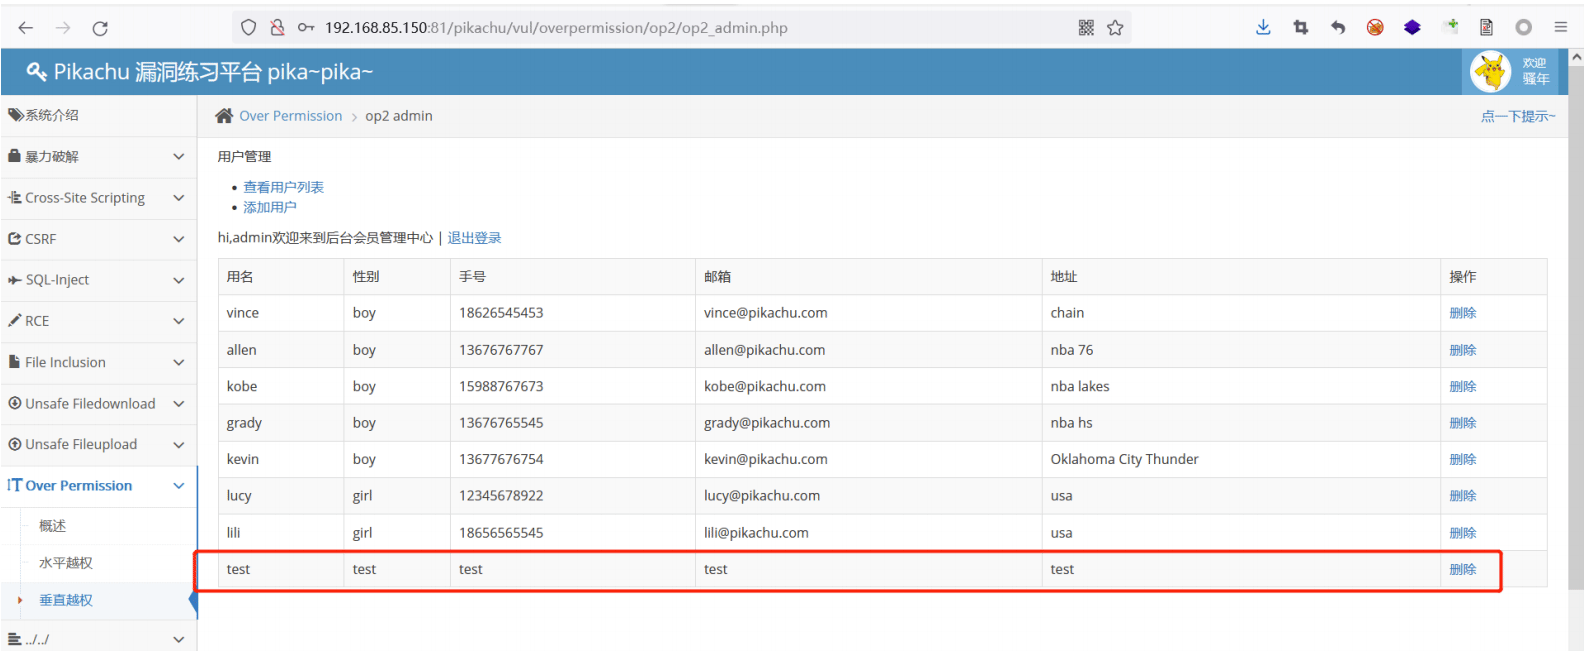 192.168.85.150:81/pikachu/vul/overpermission/op2/op2_admin.php
Pikachu 漏洞练习平台 pika~pika~
欢迎
骚年
系统介绍
暴力破解
Cross-Site Scripting
CSRF
SQL-Inject
RCE
File Inclusion
Unsafe Filedownload
Unsafe Fileupload
Over Permission
概述
水平越权
垂直越权
../../
Over Permission > op2 admin
点一下提示~
用户管理
查看用户列表
添加用户
hi,admin欢迎来到后台会员管理中心 | 退出登录
用名 性别 手号 邮箱 地址 操作
vince boy 18626545453 vince@pikachu.com chain 删除
allen boy 13676767767 allen@pikachu.com nba 76 删除
kobe boy 15988767673 kobe@pikachu.com nba lakes 删除
grady boy 13676765545 grady@pikachu.com nba hs 删除
kevin boy 13677676754 kevin@pikachu.com Oklahoma City Thunder 删除
lucy girl 12345678922 lucy@pikachu.com usa 删除
lili girl 18656565545 lili@pikachu.com usa 删除
test test test test test 删除